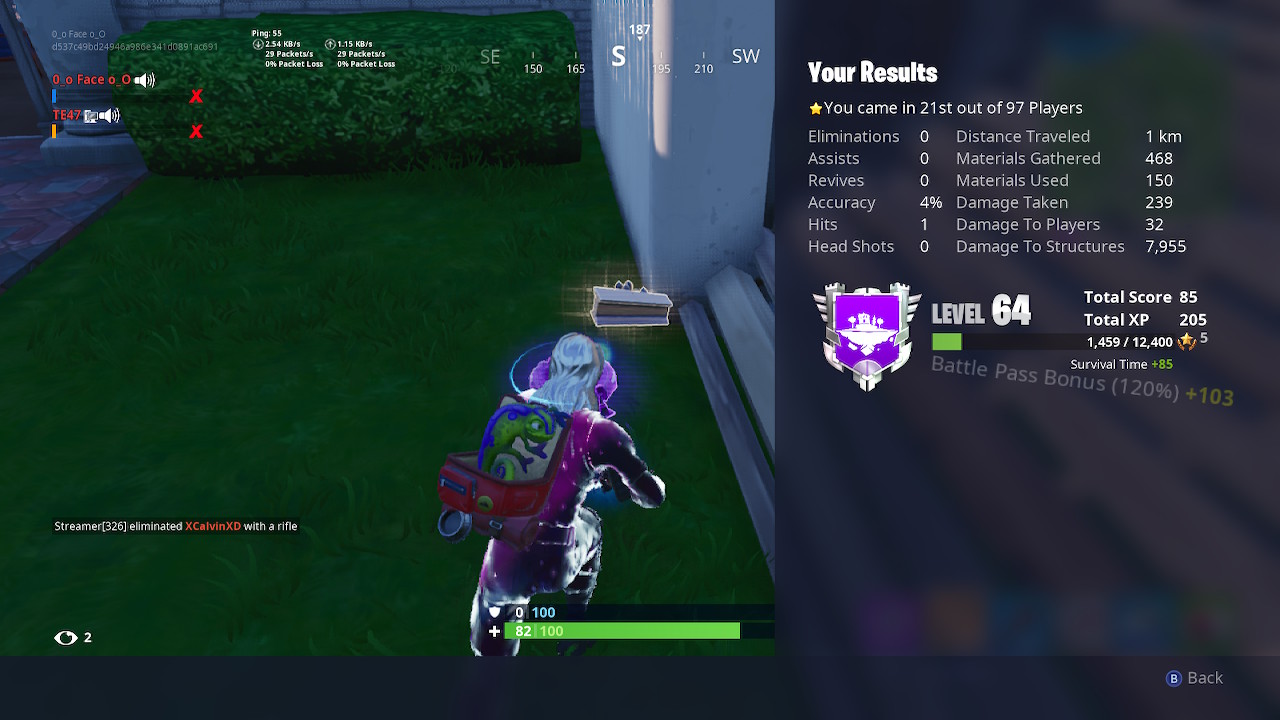 0_o Face o_O
d537c49bd24946a986e341d0891ac691
0_o Face o_O
X
TE47
X
Ping: 55
2.54 KB/s 1.15 KB/s
29 Packets/s 29 Packets/s
0% Packet Loss 0% Packet Loss
187
120 SE 150 165 S 195 210 SW
Streamer[326] eliminated XCalvinXD with a rifle
2
0 100
82 100
Your Results
You came in 21st out of 97 Players
Eliminations 0 Distance Traveled 1 km
Assists 0 Materials Gathered 468
Revives 0 Materials Used 150
Accuracy 4% Damage Taken 239
Hits 1 Damage To Players 32
Head Shots 0 Damage To Structures 7,955
LEVEL 64
Total Score 85
Total XP 205
1,459 / 12,400 5
Survival Time +85
Battle Pass Bonus (120%) +103
B Back